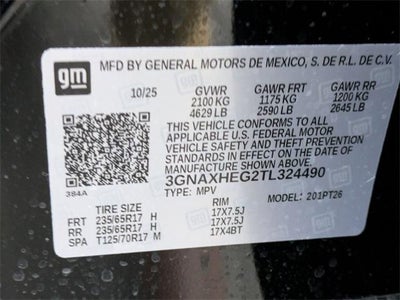 gm
MFD BY GENERAL MOTORS DE MEXICO, S. DE R.L. DE C.V.
10/25 GVWR GAWR FRT GAWR RR
2100 KG 1175 KG 1200 KG
4629 LB 2590 LB 2645 LB
THIS VEHICLE CONFORMS TO ALL
APPLICABLE U.S. FEDERAL MOTOR
VEHICLE SAFETY AND THEFT PREVENTION
STANDARDS IN EFFECT ON THE DATE OF
MANUFACTURE SHOWN ABOVE.
384A 3GNAXHEG2TL324490
TYPE: MPV MODEL: 201PT26
TIRE SIZE RIM
FRT 235/65R17 H 17X7.5J
RR 235/65R17 H 17X7.5J
SPA T125/70R17 M 17X4BT